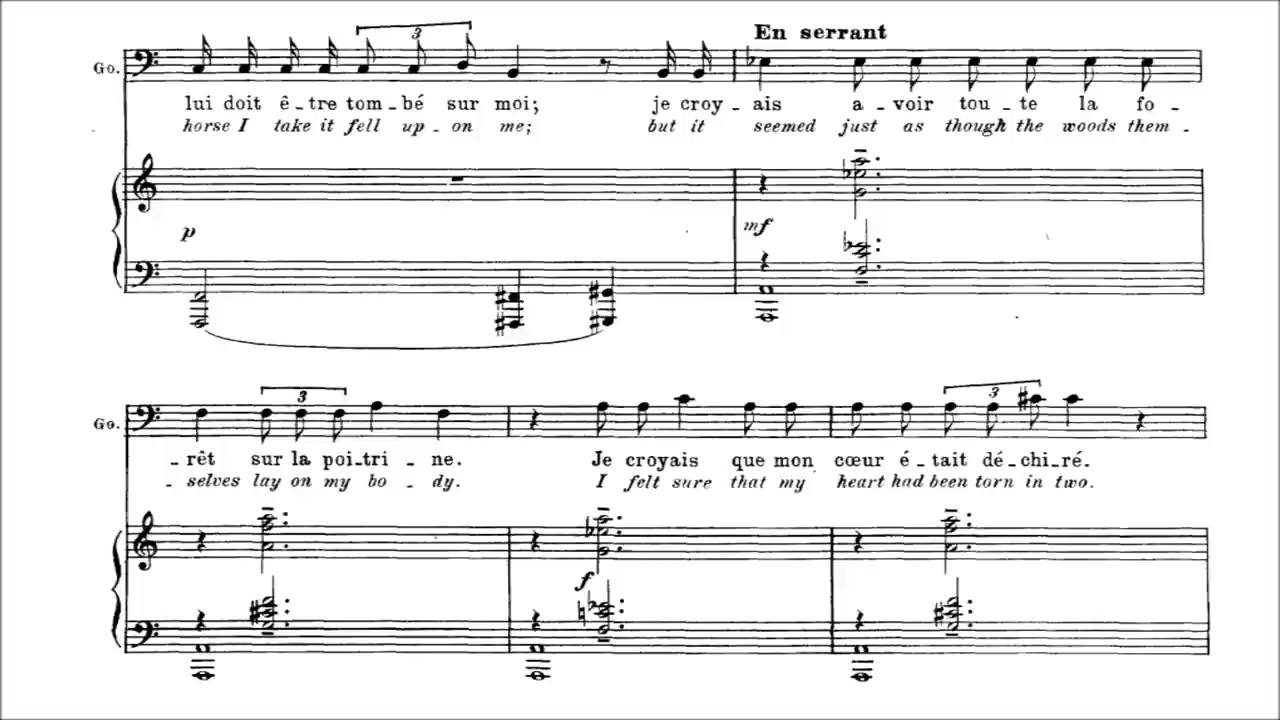 En serrant
3
Go.
lui doit ê-tre tom-bé sur moi; je croy-ais a-voir tou-te la fo-
horse I take it fell up-on me; but it seemed just as though the woods them-
p mf
3 3
Go.
-rêt sur la poi-tri-ne. Je croyais que mon cœur é-tait dé-chi-ré.
-selves lay on my bo-dy. I felt sure that my heart had been torn in two.
f